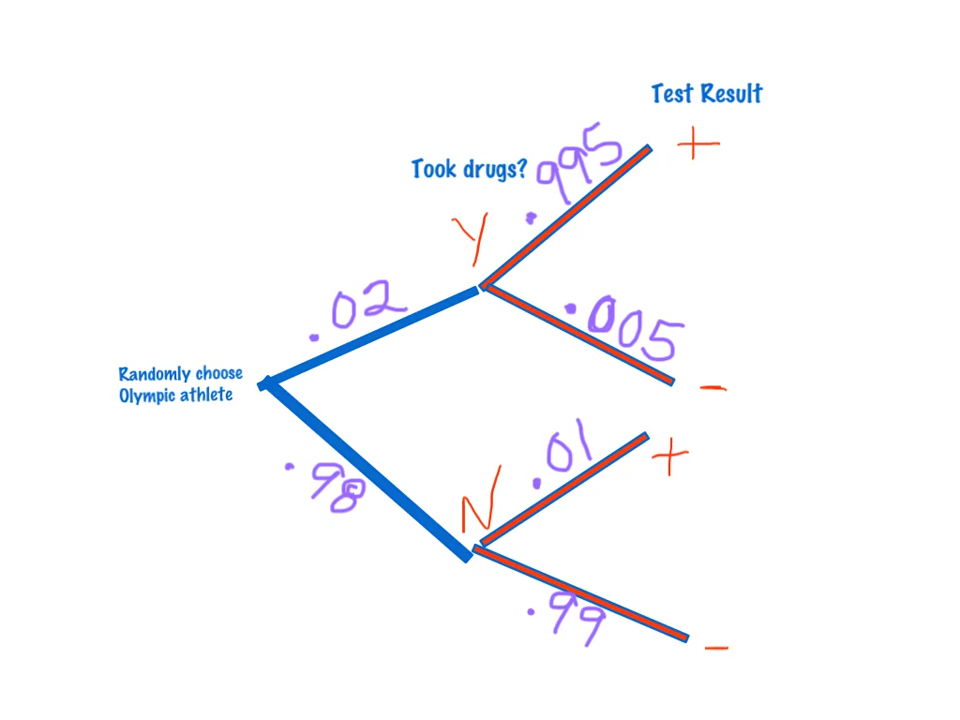 Test Result
+
Took drugs?
.995
Y
.02
.005
-
Randomly choose
Olympic athlete
.01
+
.98
N
.99
-